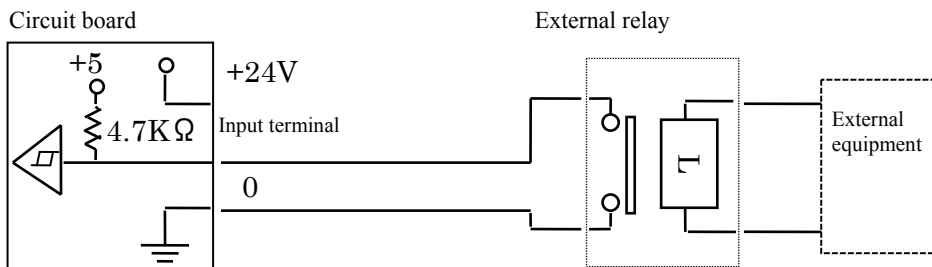 Circuit board
External relay
+5
+24V
4.7KΩ
Input terminal
0
L
External
equipment